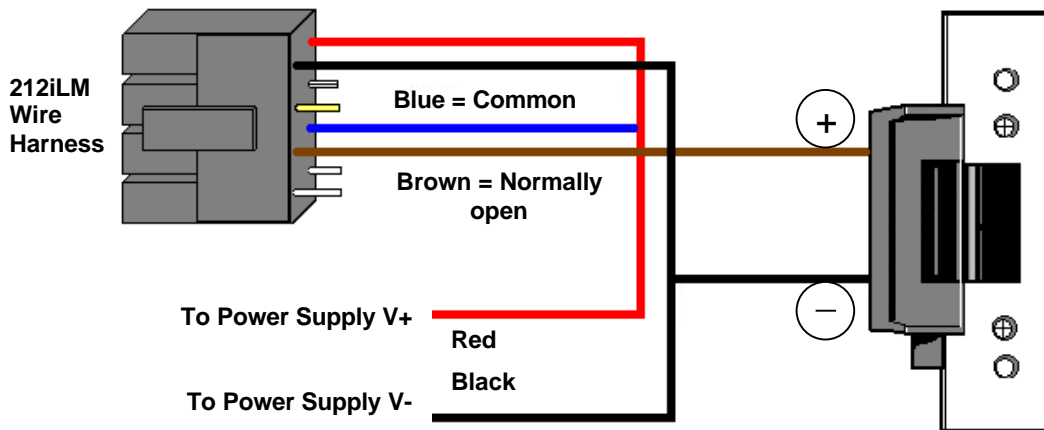 212iLM
Wire
Harness
Blue = Common
+
Brown = Normally
open
−
To Power Supply V+
Red
Black
To Power Supply V-